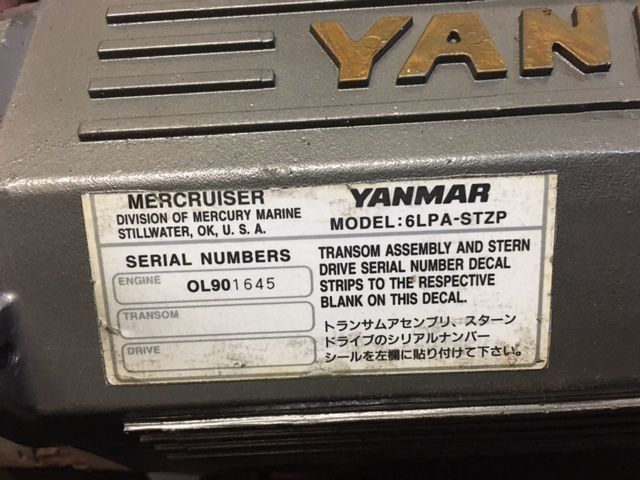 YAN
MERCRUISER
DIVISION OF MERCURY MARINE
STILLWATER, OK, U. S. A.
YANMAR
MODEL:6LPA-STZP
SERIAL NUMBERS
ENGINE OL901645
TRANSOM
DRIVE
TRANSOM ASSEMBLY AND STERN
DRIVE SERIAL NUMBER DECAL
STRIPS TO THE RESPECTIVE
BLANK ON THIS DECAL.
トランサムアセンブリ、スターン
ドライブのシリアルナンバー
シールを左欄に貼り付けて下さい。